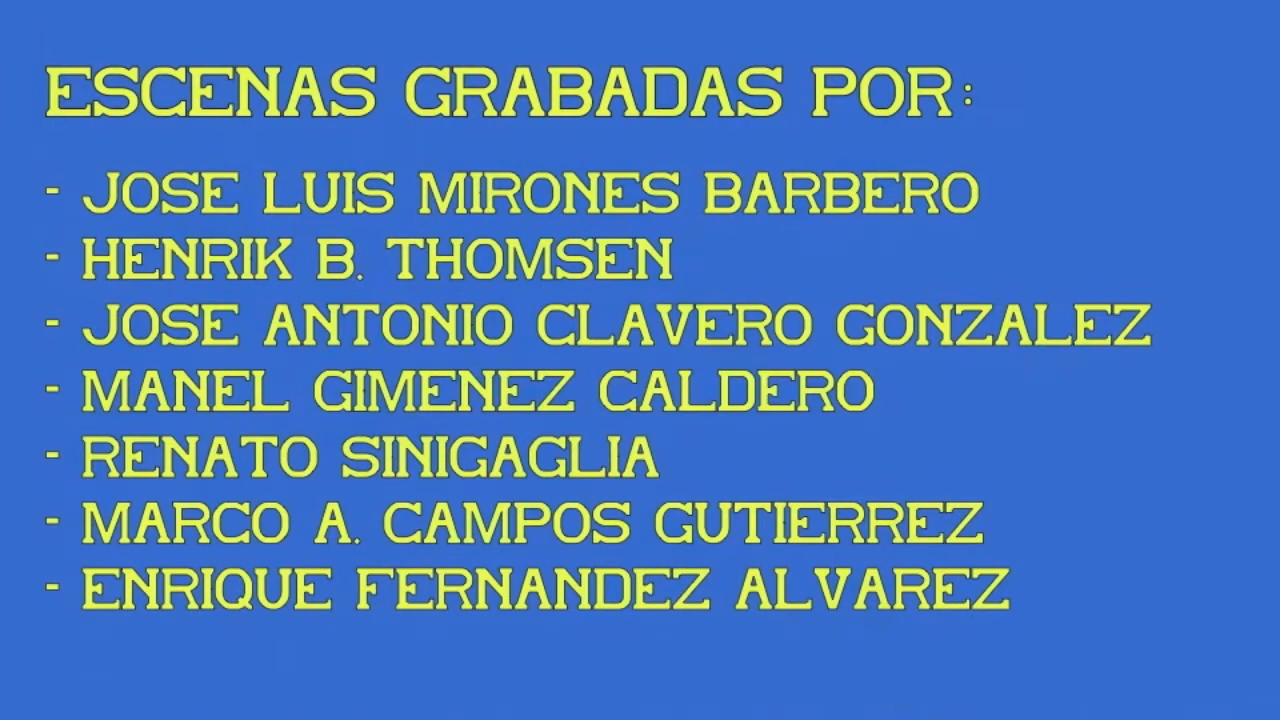 ESCENAS GRABADAS POR:
- JOSE LUIS MIRONES BARBERO
- HENRIK B. THOMSEN
- JOSE ANTONIO CLAVERO GONZALEZ
- MANEL GIMENEZ CALDERO
- RENATO SINIGAGLIA
- MARCO A. CAMPOS GUTIERREZ
- ENRIQUE FERNANDEZ ALVAREZ